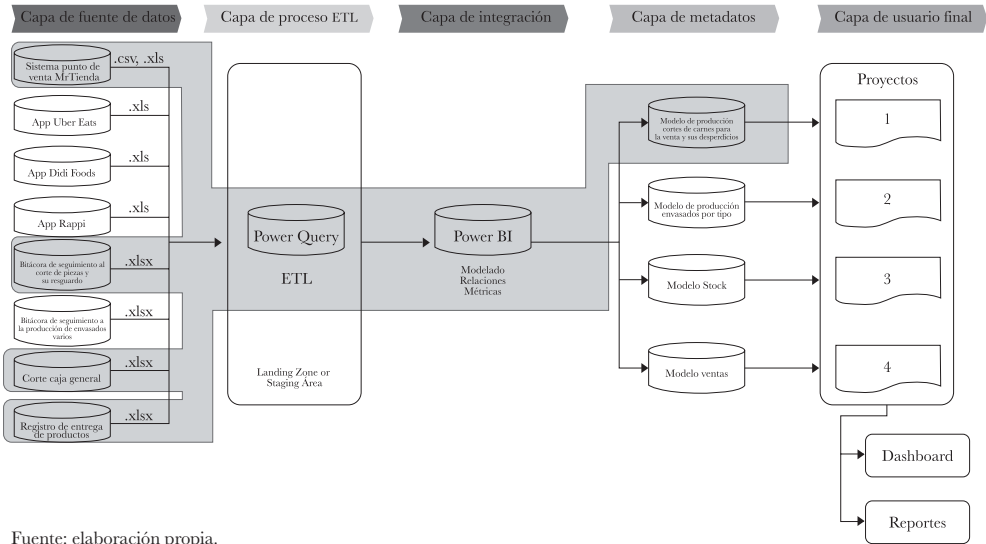 Capa de fuente de datos
Capa de proceso ETL
Capa de integración
Capa de metadatos
Capa de usuario final
Sistema punto de
venta MrTienda
.csv, .xls
App Uber Eats
.xls
App Didi Foods
.xls
App Rappi
.xls
Bitácora de seguimiento al
corte de piezas y
su resguardo
.xlsx
Bitácora de seguimiento a
la producción de envasados
varios
.xlsx
Corte caja general
.xlsx
Registro de entrega
de productos
.xlsx
Power Query
ETL
Landing Zone or
Staging Área
Power BI
Modelado
Relaciones
Métricas
Modelo de producción
cortes de carnes para
la venta y sus desperdicios
Modelo de producción
envasados por tipo
Modelo Stock
Modelo ventas
Proyectos
1
2
3
4
Dashboard
Reportes
Fuente: elaboración propia.